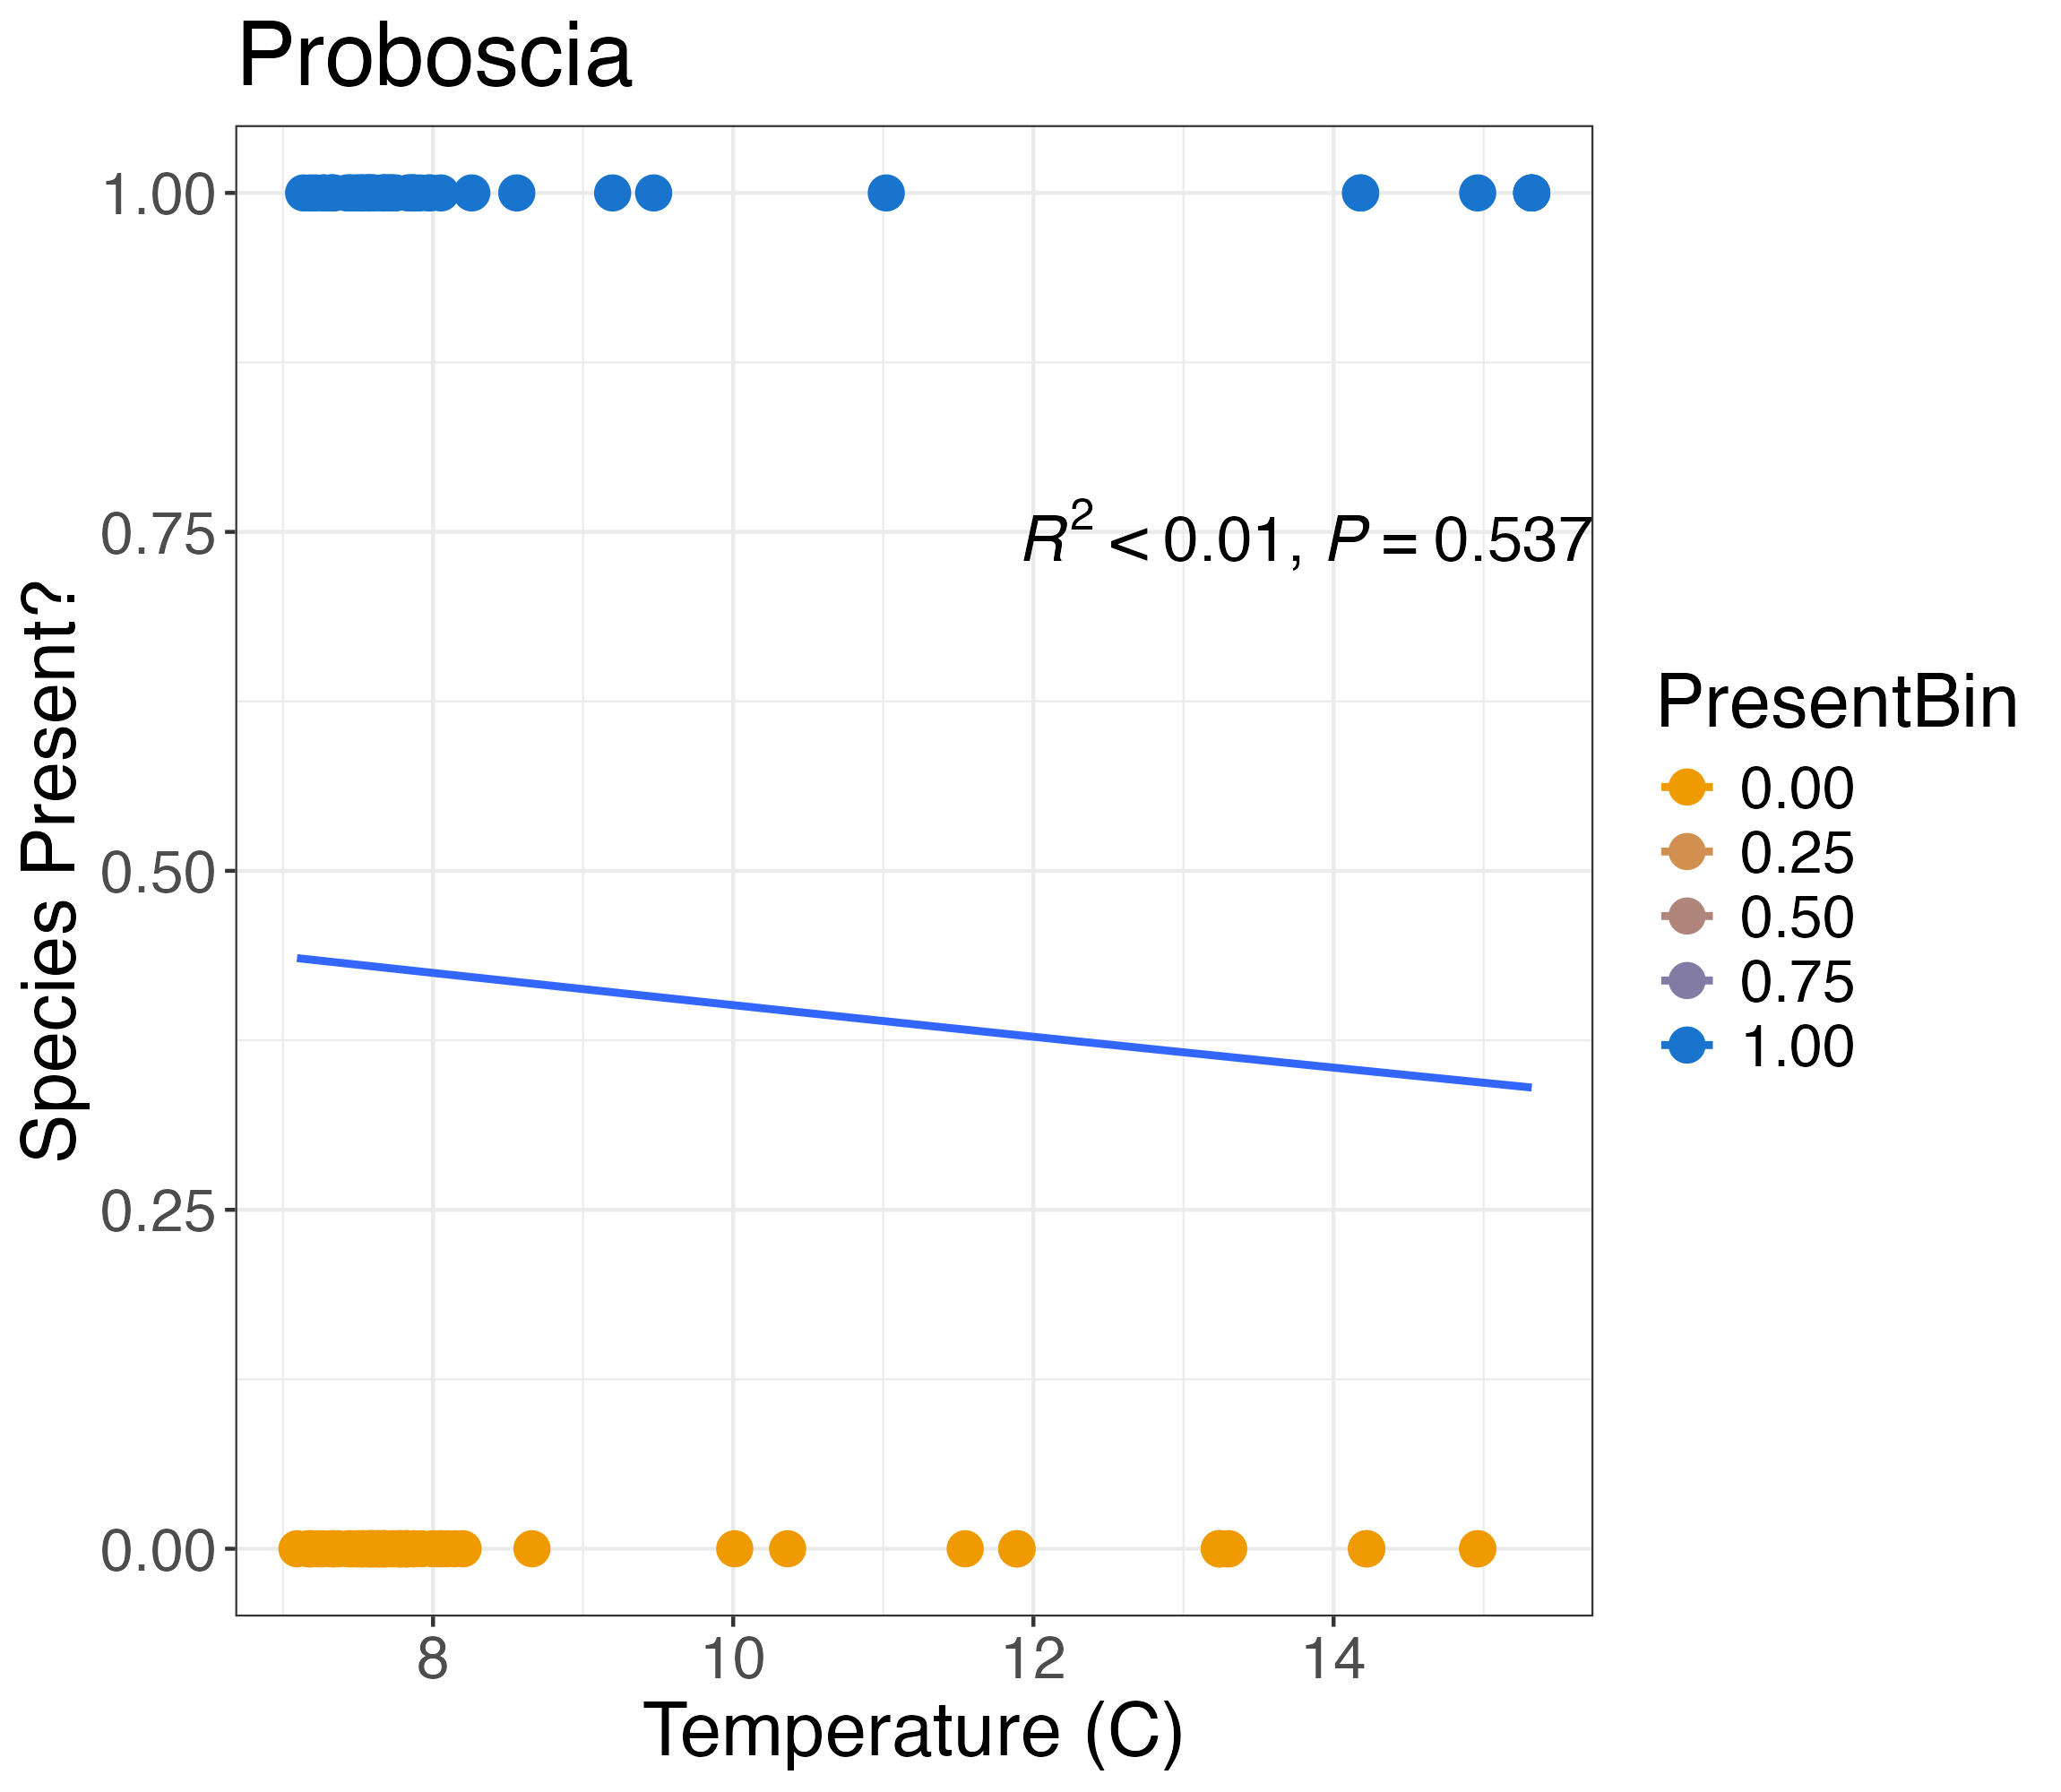 Proboscia
1.00
0.75
0.50
0.25
0.00
Species Present?
R² < 0.01, P = 0.537
8 10 12 14
Temperature (C)
PresentBin
0.00
0.25
0.50
0.75
1.00